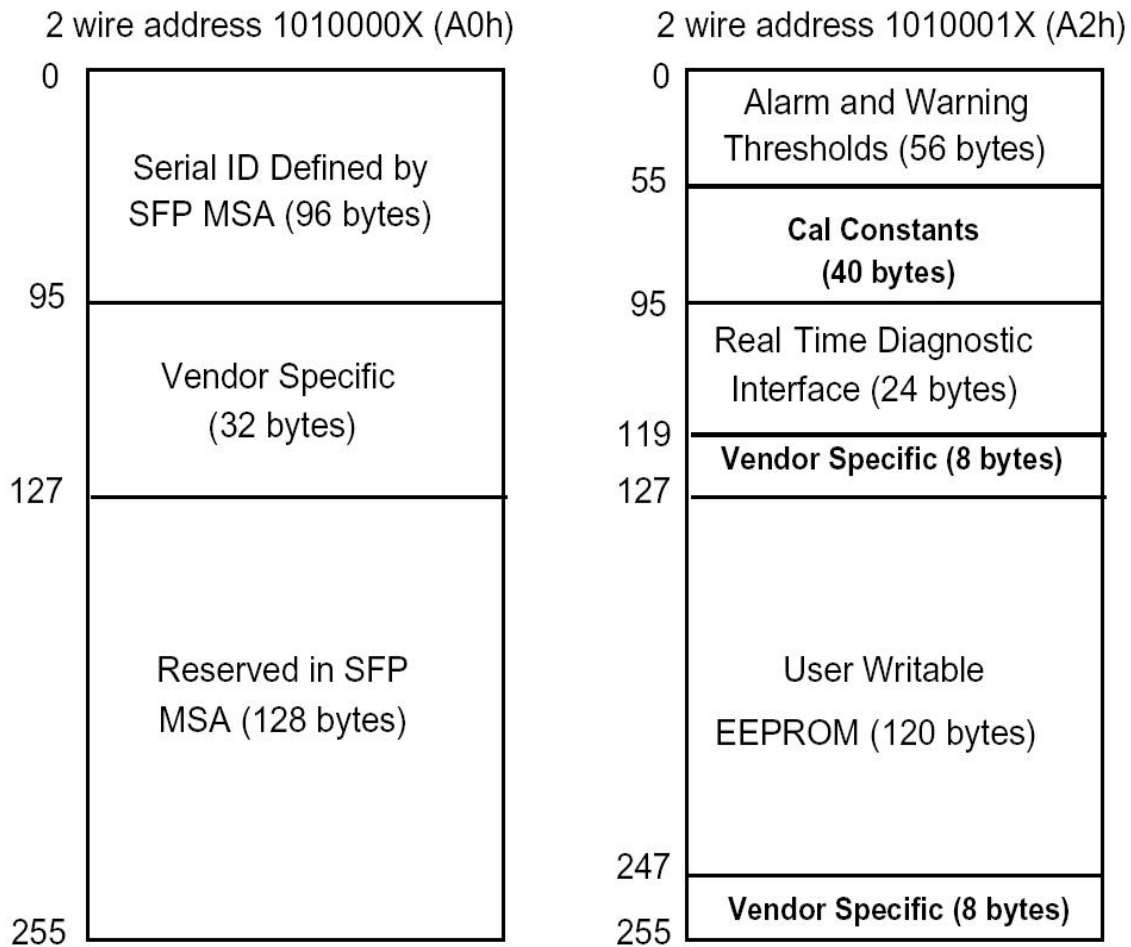 2 wire address 1010000X (A0h)
0
Serial ID Defined by
SFP MSA (96 bytes)
95
Vendor Specific
(32 bytes)
127
Reserved in SFP
MSA (128 bytes)
255
2 wire address 1010001X (A2h)
0
Alarm and Warning
Thresholds (56 bytes)
55
Cal Constants
(40 bytes)
95
Real Time Diagnostic
Interface (24 bytes)
119
Vendor Specific (8 bytes)
127
User Writable
EEPROM (120 bytes)
247
Vendor Specific (8 bytes)
255